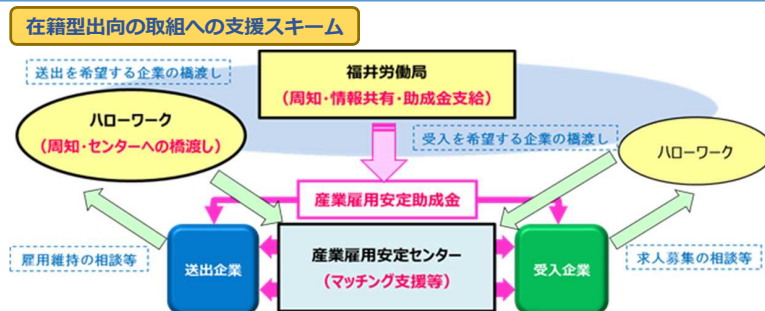 在籍型出向の取組への支援スキーム
送出を希望する企業の橋渡し
福井労働局
(周知・情報共有・助成金支給)
ハローワーク
(周知・センターへの橋渡し)
受入を希望する企業の橋渡し
ハローワーク
産業雇用安定助成金
雇用維持の相談等
送出企業
産業雇用安定センター
(マッチング支援等)
受入企業
求人募集の相談等